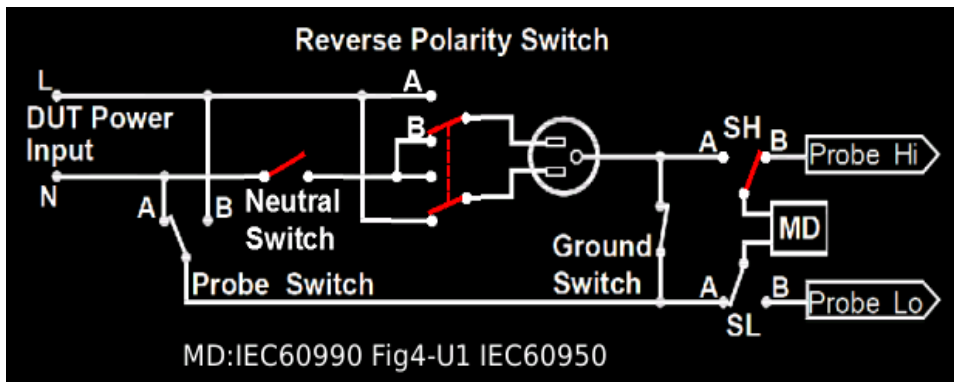 Reverse Polarity Switch
L
A
DUT Power
Input
B
N
A
B
Neutral
Switch
Probe Switch
Ground
Switch
A
SH
B
Probe Hi
MD
A
B
Probe Lo
SL
MD:IEC60990 Fig4-U1 IEC60950